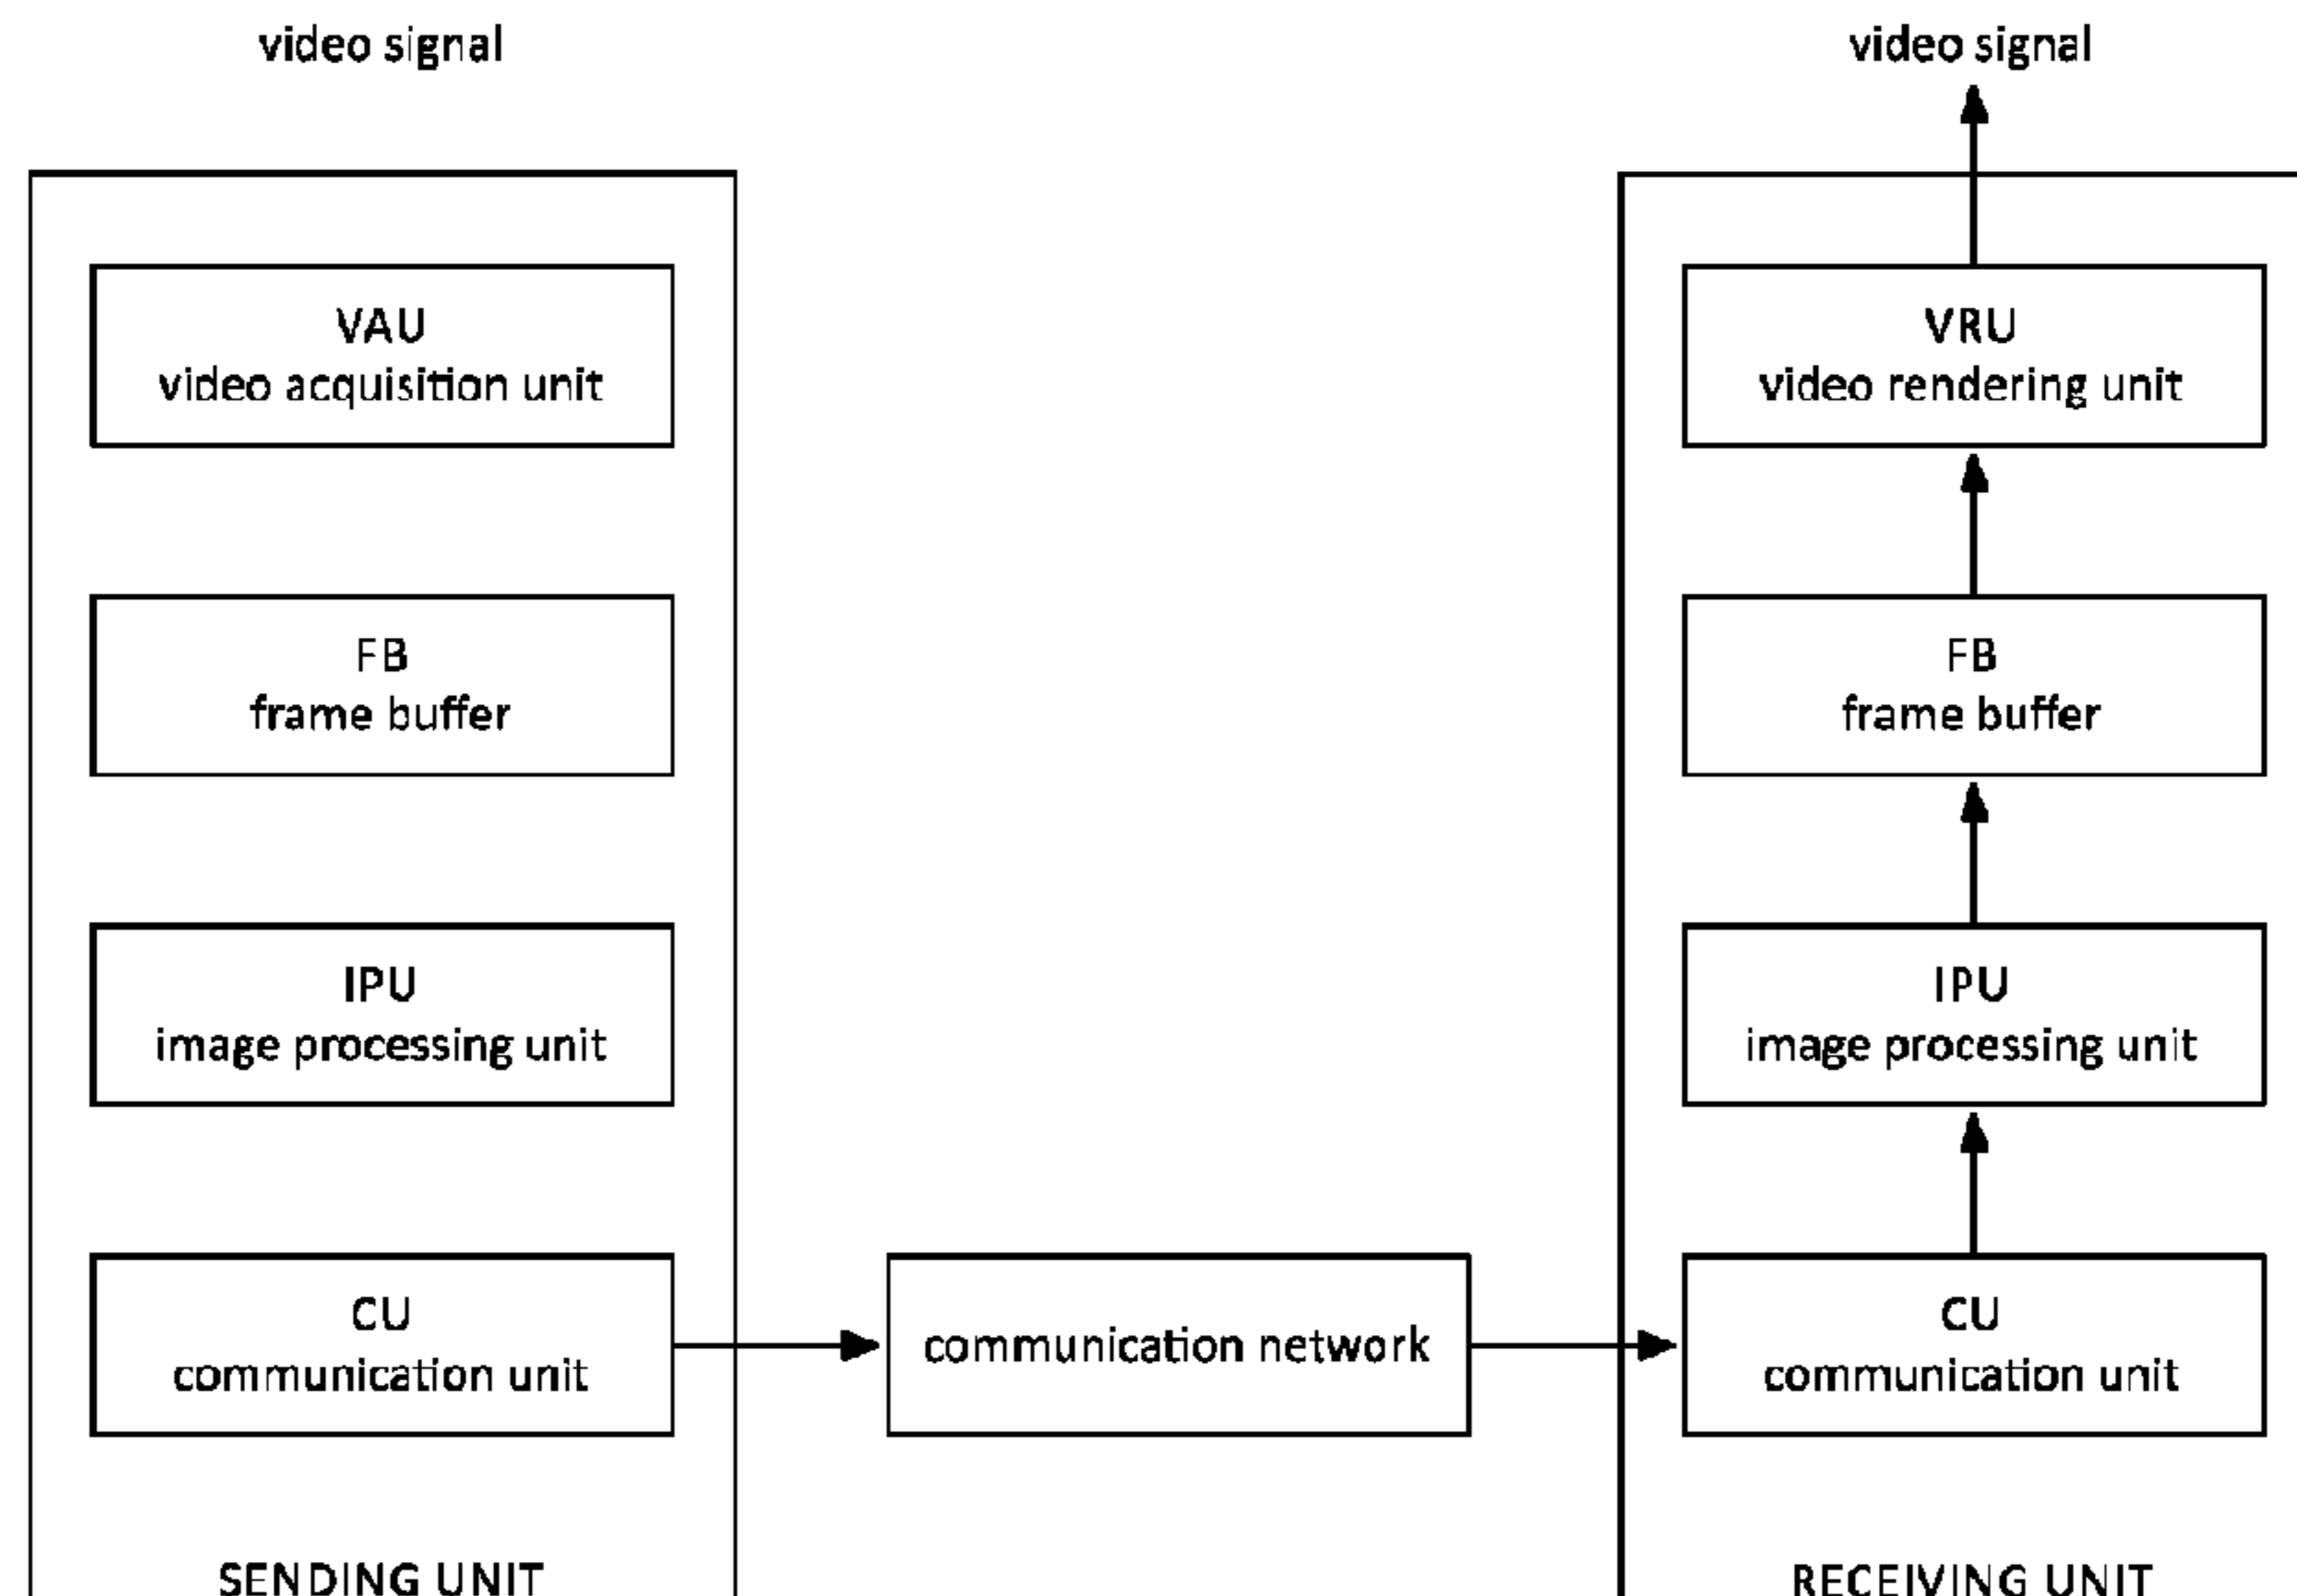 video signal
VAU
video acquisition unit
FB
frame buffer
IPU
image processing unit
CU
communication unit
SENDING UNIT
communication network
video signal
VRU
video rendering unit
FB
frame buffer
IPU
image processing unit
CU
communication unit
RECEIVING UNIT